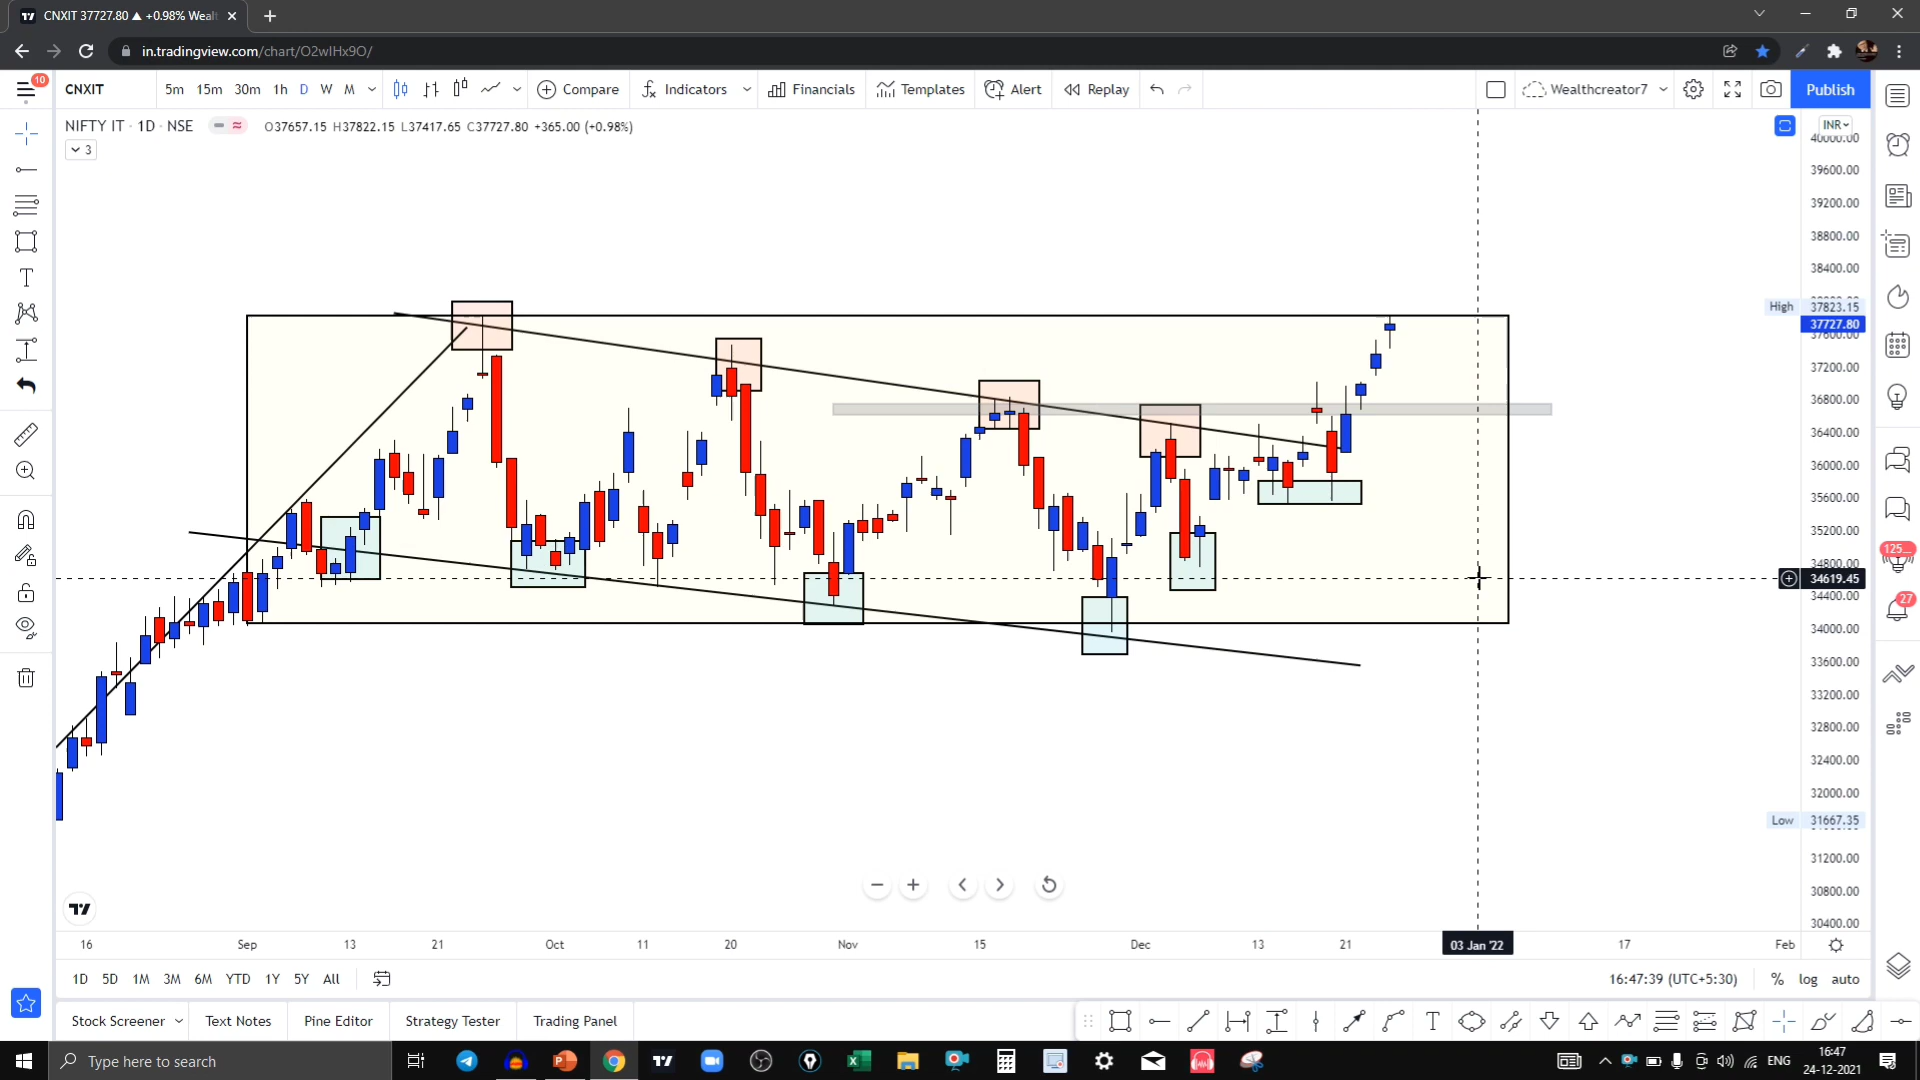 CNXIT 37727.80 ▲ +0.98% Weal
in.tradingview.com/chart/O2wIHx9O/
10
CNXIT 5m 15m 30m 1h D W M Compare Indicators Financials Templates Alert Replay Wealthcreator7 Publish
NIFTY IT · 1D · NSE O37657.15 H37822.15 L37417.65 C37727.80 +365.00 (+0.98%)
INR
3
40000.00
39600.00
39200.00
38800.00
38400.00
High 37823.15
37727.80
37600.00
37200.00
36800.00
36400.00
36000.00
35600.00
35200.00
34800.00
34619.45
34400.00
34000.00
33600.00
33200.00
32800.00
32400.00
32000.00
Low 31667.35
31200.00
30800.00
30400.00
125
27
16 Sep 13 21 Oct 11 20 Nov 15 Dec 13 21 03 Jan '22 17 Feb
1D 5D 1M 3M 6M YTD 1Y 5Y All 16:47:39 (UTC+5:30) % log auto
Stock Screener Text Notes Pine Editor Strategy Tester Trading Panel
Type here to search ENG 16:47
24-12-2021